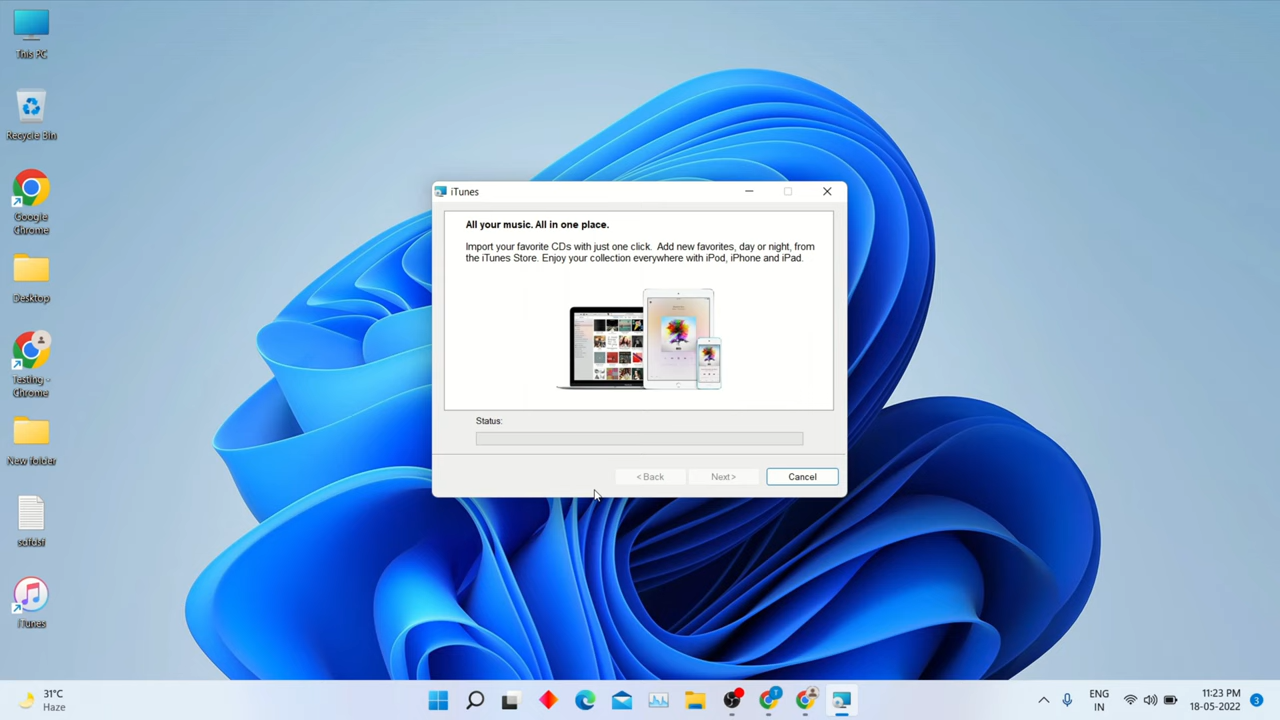 This PC
Recycle Bin
Google
Chrome
Desktop
Testing -
Chrome
New folder
safdsf
iTunes
iTunes
All your music. All in one place.
Import your favorite CDs with just one click. Add new favorites, day or night, from
the iTunes Store. Enjoy your collection everywhere with iPod, iPhone and iPad.
Status:
< Back
Next >
Cancel
31°C
Haze
T
ENG
IN
11:23 PM
18-05-2022
3